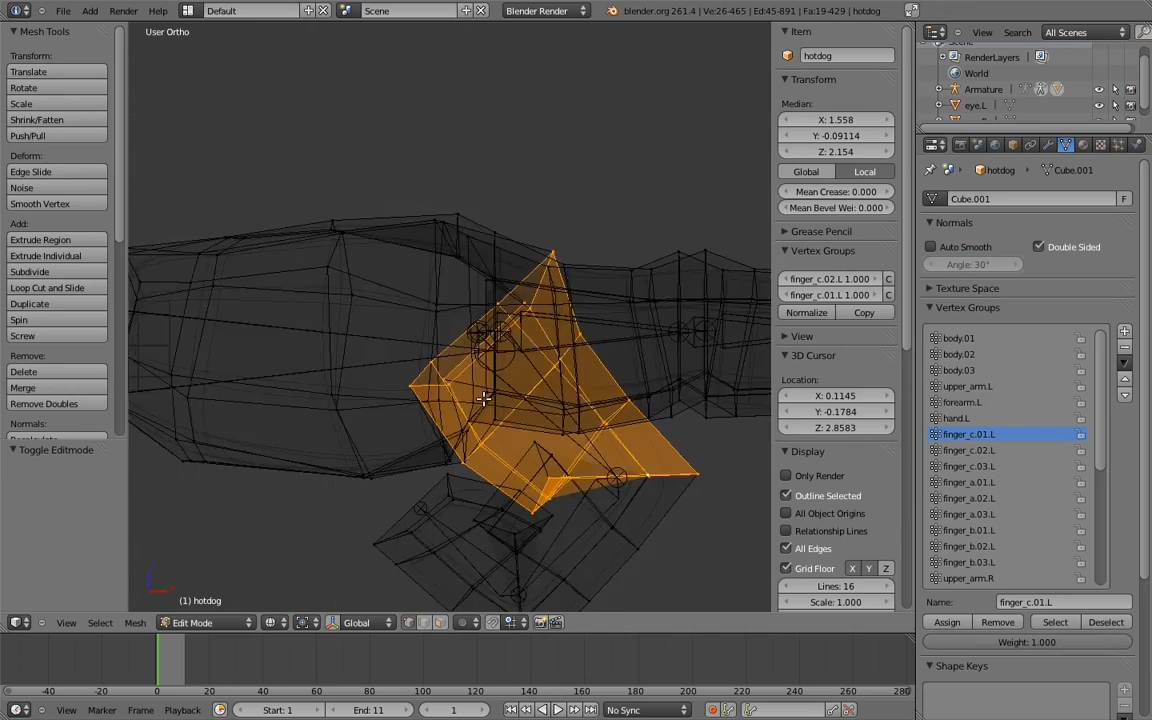 File Add Render Help Default Scene Blender Render blender.org 261.4 | Ve:26-465 | Ed:45-891 | Fa:19-429 | hotdog
Mesh Tools
Transform:
Translate
Rotate
Scale
Shrink/Fatten
Push/Pull
Deform:
Edge Slide
Noise
Smooth Vertex
Add:
Extrude Region
Extrude Individual
Subdivide
Loop Cut and Slide
Duplicate
Spin
Screw
Remove:
Delete
Merge
Remove Doubles
Normals:
Toggle Editmode
User Ortho
(1) hotdog
Item
hotdog
Transform
Median:
X: 1.558
Y: -0.09114
Z: 2.154
Global Local
Mean Crease: 0.000
Mean Bevel Wei: 0.000
Grease Pencil
Vertex Groups
finger_c.02.L 1.000 C
finger_c.01.L 1.000 C
Normalize Copy
View
3D Cursor
Location:
X: 0.1145
Y: -0.1784
Z: 2.8583
Display
Only Render
Outline Selected
All Object Origins
Relationship Lines
All Edges
Grid Floor X Y Z
Lines: 16
Scale: 1.000
View Search All Scenes
RenderLayers
World
Armature
eye.L
hotdog Cube.001
Cube.001 F
Normals
Auto Smooth Double Sided
Angle: 30°
Texture Space
Vertex Groups
body.01
body.02
body.03
upper_arm.L
forearm.L
hand.L
finger_c.01.L
finger_c.02.L
finger_c.03.L
finger_a.01.L
finger_a.02.L
finger_a.03.L
finger_b.01.L
finger_b.02.L
finger_b.03.L
upper_arm.R
Name: finger_c.01.L
Assign Remove Select Deselect
Weight: 1.000
Shape Keys
View Select Mesh Edit Mode Global
-40 -20 0 20 40 60 80 100 120 140 160 180 200 220 240 260 280
View Marker Frame Playback Start: 1 End: 11 1 No Sync